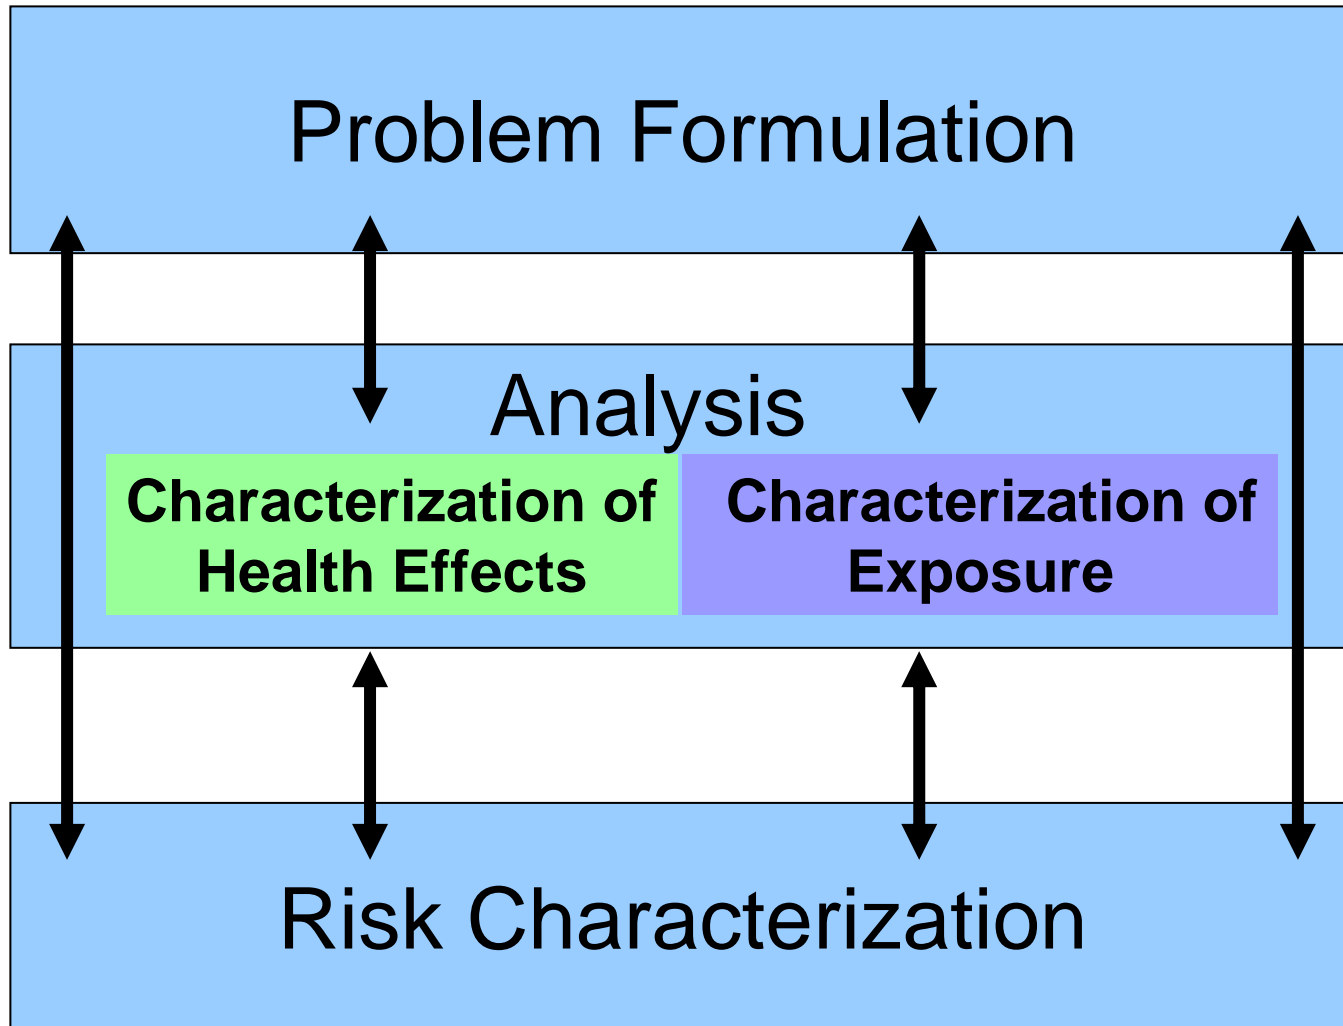 Problem Formulation
Analysis
Characterization of
Health Effects
Characterization of
Exposure
Risk Characterization